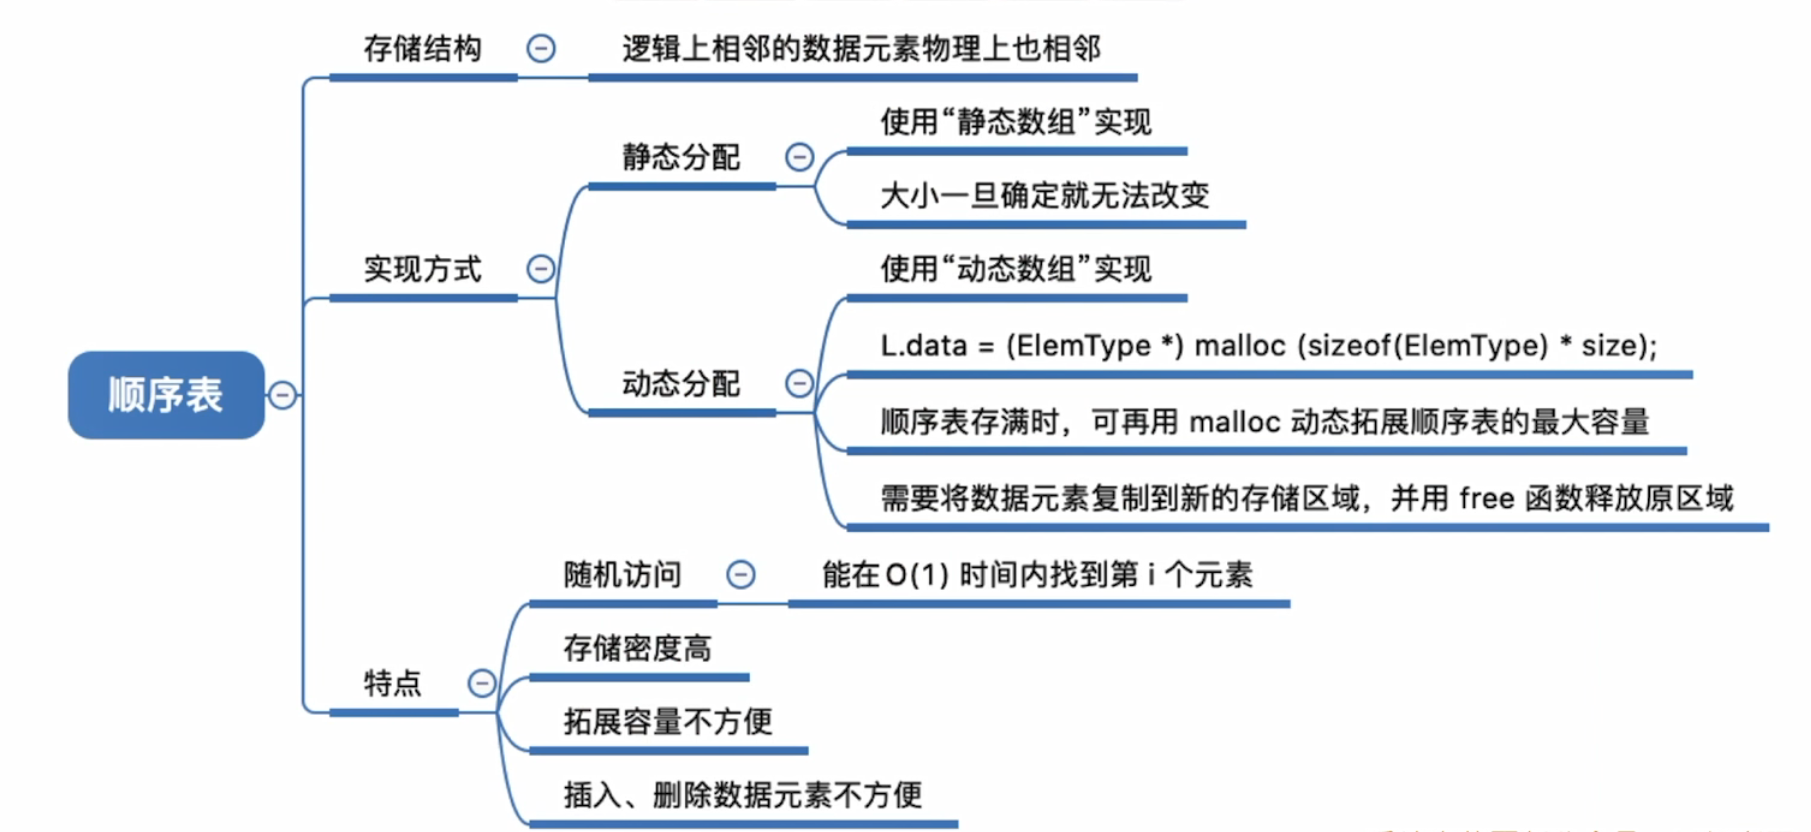 顺序表
存储结构
逻辑上相邻的数据元素物理上也相邻
实现方式
静态分配
使用“静态数组”实现
大小一旦确定就无法改变
动态分配
使用“动态数组”实现
L.data = (ElemType *) malloc (sizeof(ElemType) * size);
顺序表存满时，可再用 malloc 动态拓展顺序表的最大容量
需要将数据元素复制到新的存储区域，并用 free 函数释放原区域
特点
随机访问
能在O(1) 时间内找到第 i 个元素
存储密度高
拓展容量不方便
插入、删除数据元素不方便